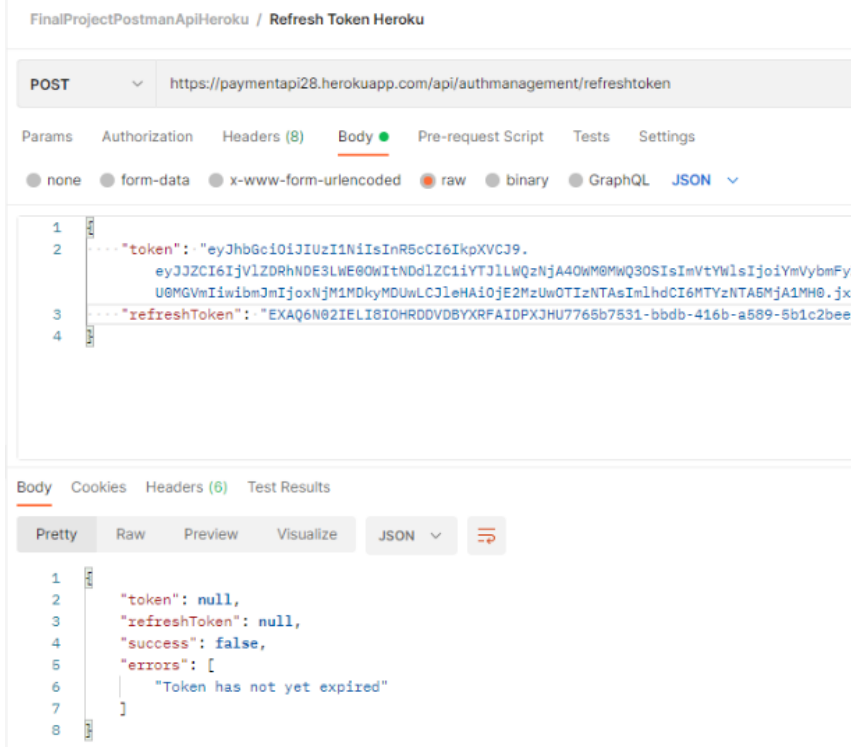 FinalProjectPostmanApiHeroku / Refresh Token Heroku
POST https://paymentapi28.herokuapp.com/api/authmanagement/refreshtoken
Params Authorization Headers (8) Body Pre-request Script Tests Settings
none form-data x-www-form-urlencoded raw binary GraphQL JSON
1 {
2 "token": "eyJhbGciOiJIUzI1NiIsInR5cCI6IkpXVCJ9.
eyJJZCI6IjVlZDRhNDE3LWE0OWItNDdlZC1iYTJlLWQzNjA4OWM0MWQ3OSIsImVtYWlsIjoiYmVybmFy
U0MGVmIiwibmJmIjoxNjM1MDkyMDUwLCJleHAiOjE2MzUwOTIzNTAsImlhdCI6MTYzNTA5MjA1MH0.jx
3 "refreshToken": "EXAQ6N02IELI8IOHRDDVDBYXRFAIDPXJHU7765b7531-bbdb-416b-a589-5b1c2bee
4 }
Body Cookies Headers (6) Test Results
Pretty Raw Preview Visualize JSON
1 {
2 "token": null,
3 "refreshToken": null,
4 "success": false,
5 "errors": [
6 "Token has not yet expired"
7 ]
8 }